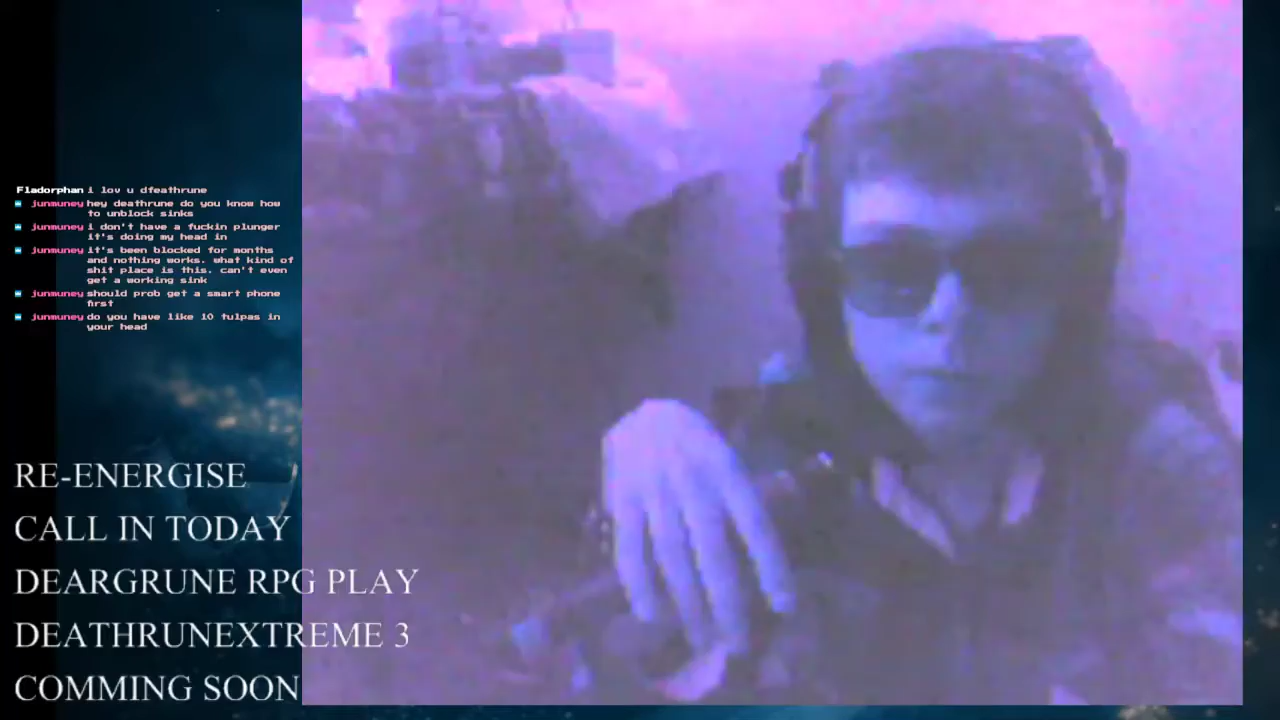 Fladorphan i lov u dfeathrune
junmuney hey deathrune do you know how
to unblock sinks
junmuney i don't have a fuckin plunger
it's doing my head in
junmuney it's been blocked for months
and nothing works. what kind of
shit place is this. can't even
get a working sink
junmuney should prob get a smart phone
first
junmuney do you have like 10 tulpas in
your head
RE-ENERGISE
CALL IN TODAY
DEARGRUNE RPG PLAY
DEATHRUNEXTREME 3
COMMING SOON